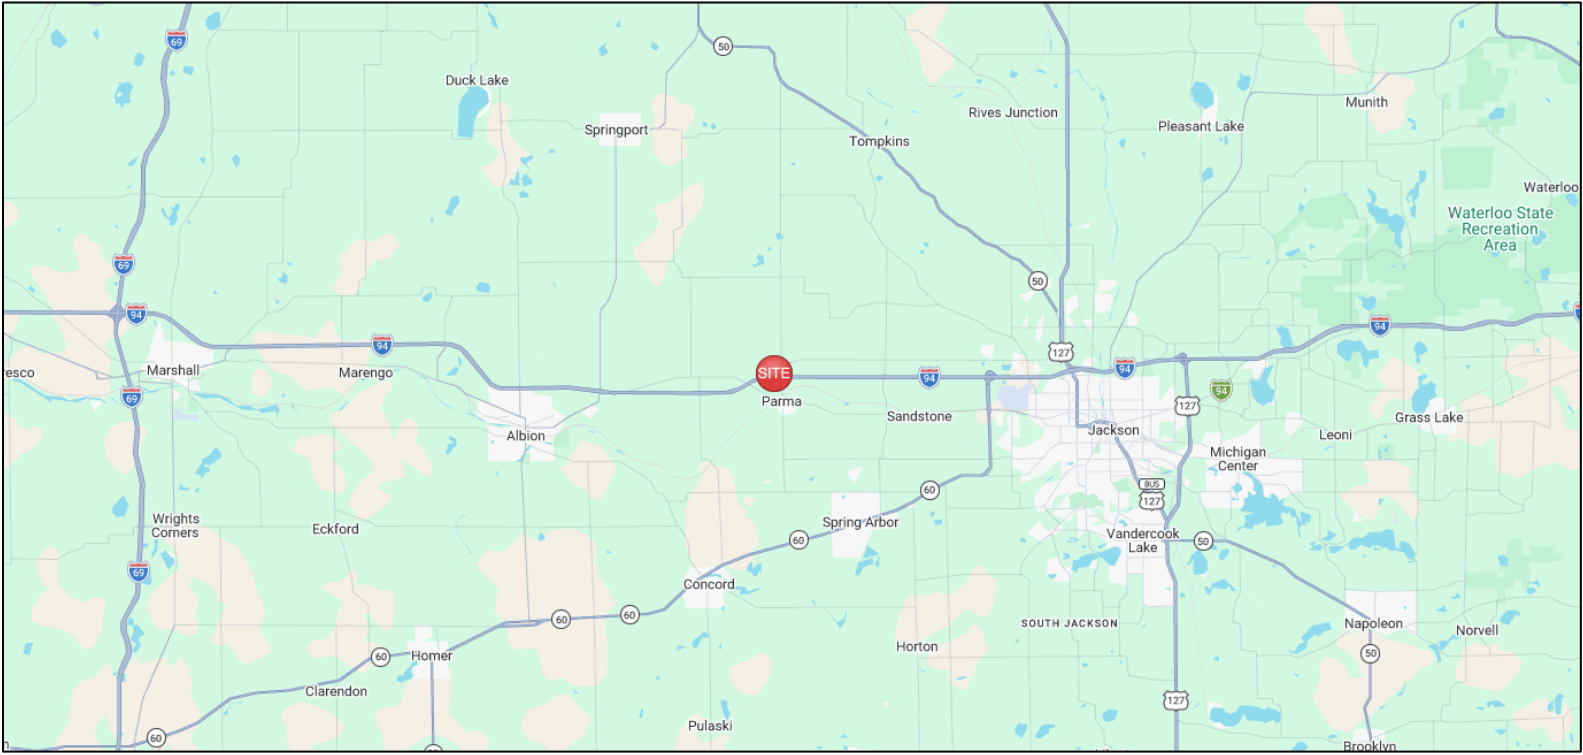 69
50
Duck Lake
Munith
Rives Junction
Pleasant Lake
Springport
Tompkins
Waterloo
Waterloo State
Recreation
Area
69
50
94
94
94
127
94
Marshall
resco
Marengo
SITE
94
94
69
Parma
127
Sandstone
Grass Lake
Jackson
Leoni
Albion
Michigan
Center
BUS
127
60
Spring Arbor
Wrights
Corners
Eckford
60
Vandercook
Lake
50
69
Concord
60
60
SOUTH JACKSON
Napoleon
Norvell
Horton
60
Homer
50
Clarendon
127
Pulaski
60
Brooklyn